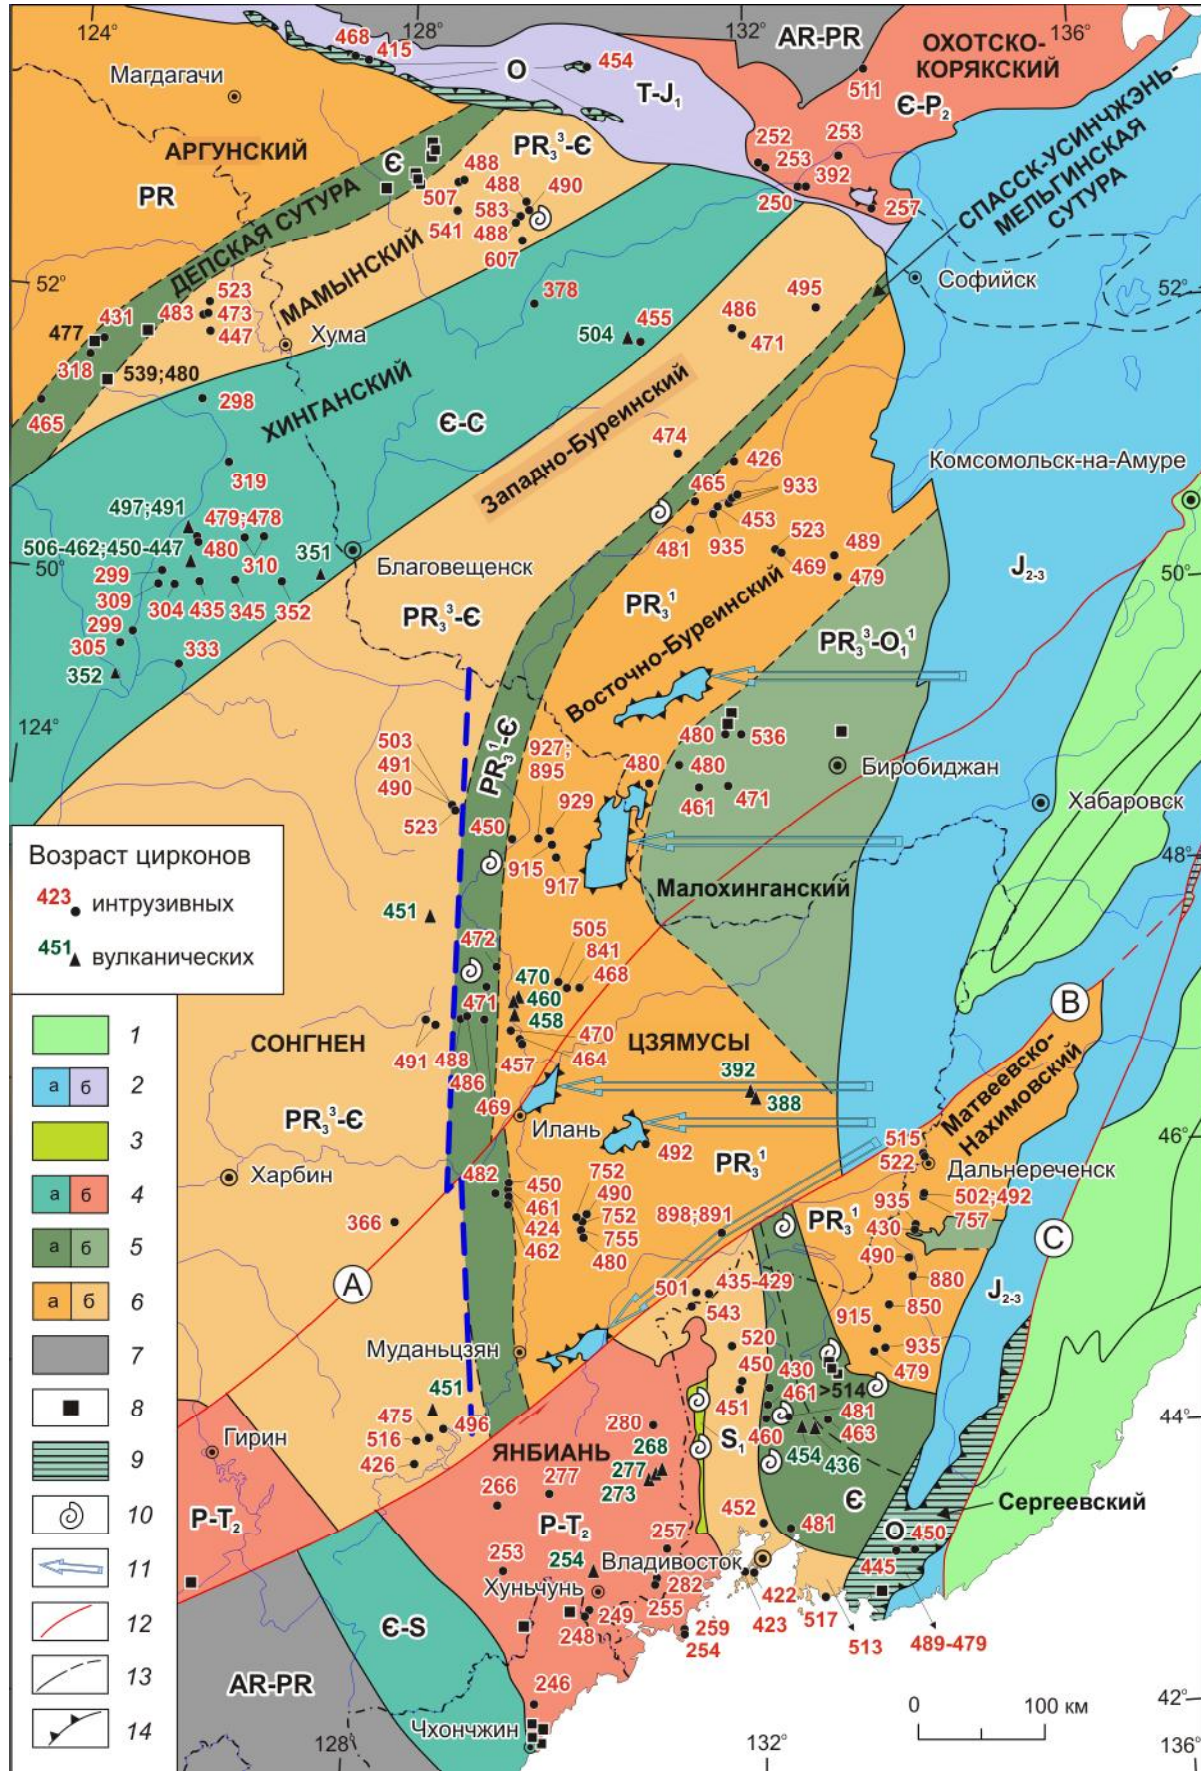 124°
128°
132°
136°
468
415
O
454
AR-PR
ОХОТСКО-
КОРЯКСКИЙ
Магдагачи
T-J₁
511
Є-P₂
АРГУНСКИЙ
PR
Є
PR₃³-Є
488
488
490
507
583
541
488
607
252
253
253
392
250
257
СПАССК-УСИНЧЖЭНЬ-
МЕЛЬГИНСКАЯ
СУТУРА
ДЕПСКАЯ СУТУРА
МАМЫНСКИЙ
52°
Софийск
52°
523
431
483
473
477
447
Хума
318
539;480
465
298
378
504
455
486
495
471
ХИНГАНСКИЙ
Є-C
Западно-Буреинский
319
474
426
Комсомольск-на-Амуре
465
933
497;491
479;478
453
506-462;450-447
480
351
481
935
523
489
50°
299
310
Благовещенск
469
479
50°
J₂₋₃
309
304
435
345
352
PR₃³-Є
PR₃¹
299
305
333
352
Восточно-Буреинский
PR₃³-O₁¹
124°
480
536
503
491
490
PR₃¹-Є
927;
895
480
480
Биробиджан
929
461
471
Хабаровск
523
450
915
917
48°
Возраст цирконов
423
интрузивных
451
вулканических
451
Малохинганский
472
505
841
470
468
460
471
458
B
СОНГНЕН
470
ЦЗЯМУСЫ
491
488
457
464
486
392
388
469
Матвеевско-
Нахимовский
PR₃³-Є
Илань
515
46°
492
PR₃¹
522
Дальнереченск
Харбин
482
450
752
490
502;492
461
752
898;891
PR₃¹
935
757
C
366
424
755
430
462
480
490
A
435-429
501
880
J₂₋₃
543
915
850
Муданьцзян
520
935
450
430
479
451
461
>514
475
496
280
451
481
44°
516
268
S₁
460
463
Гирин
ЯНБИАНЬ
454
436
426
277
277
273
266
Є
Сергеевский
P-T₂
P-T₂
452
481
O
450
257
253
254
Владивосток
445
Хуньчунь
282
422
249
255
423
517
248
259
513
489-479
Є-S
254
AR-PR
246
0
100 км
42°
Чхончжин
128°
132°
136°
1
а
б
2
3
а
б
4
а
б
5
а
б
6
7
8
9
10
11
12
13
14